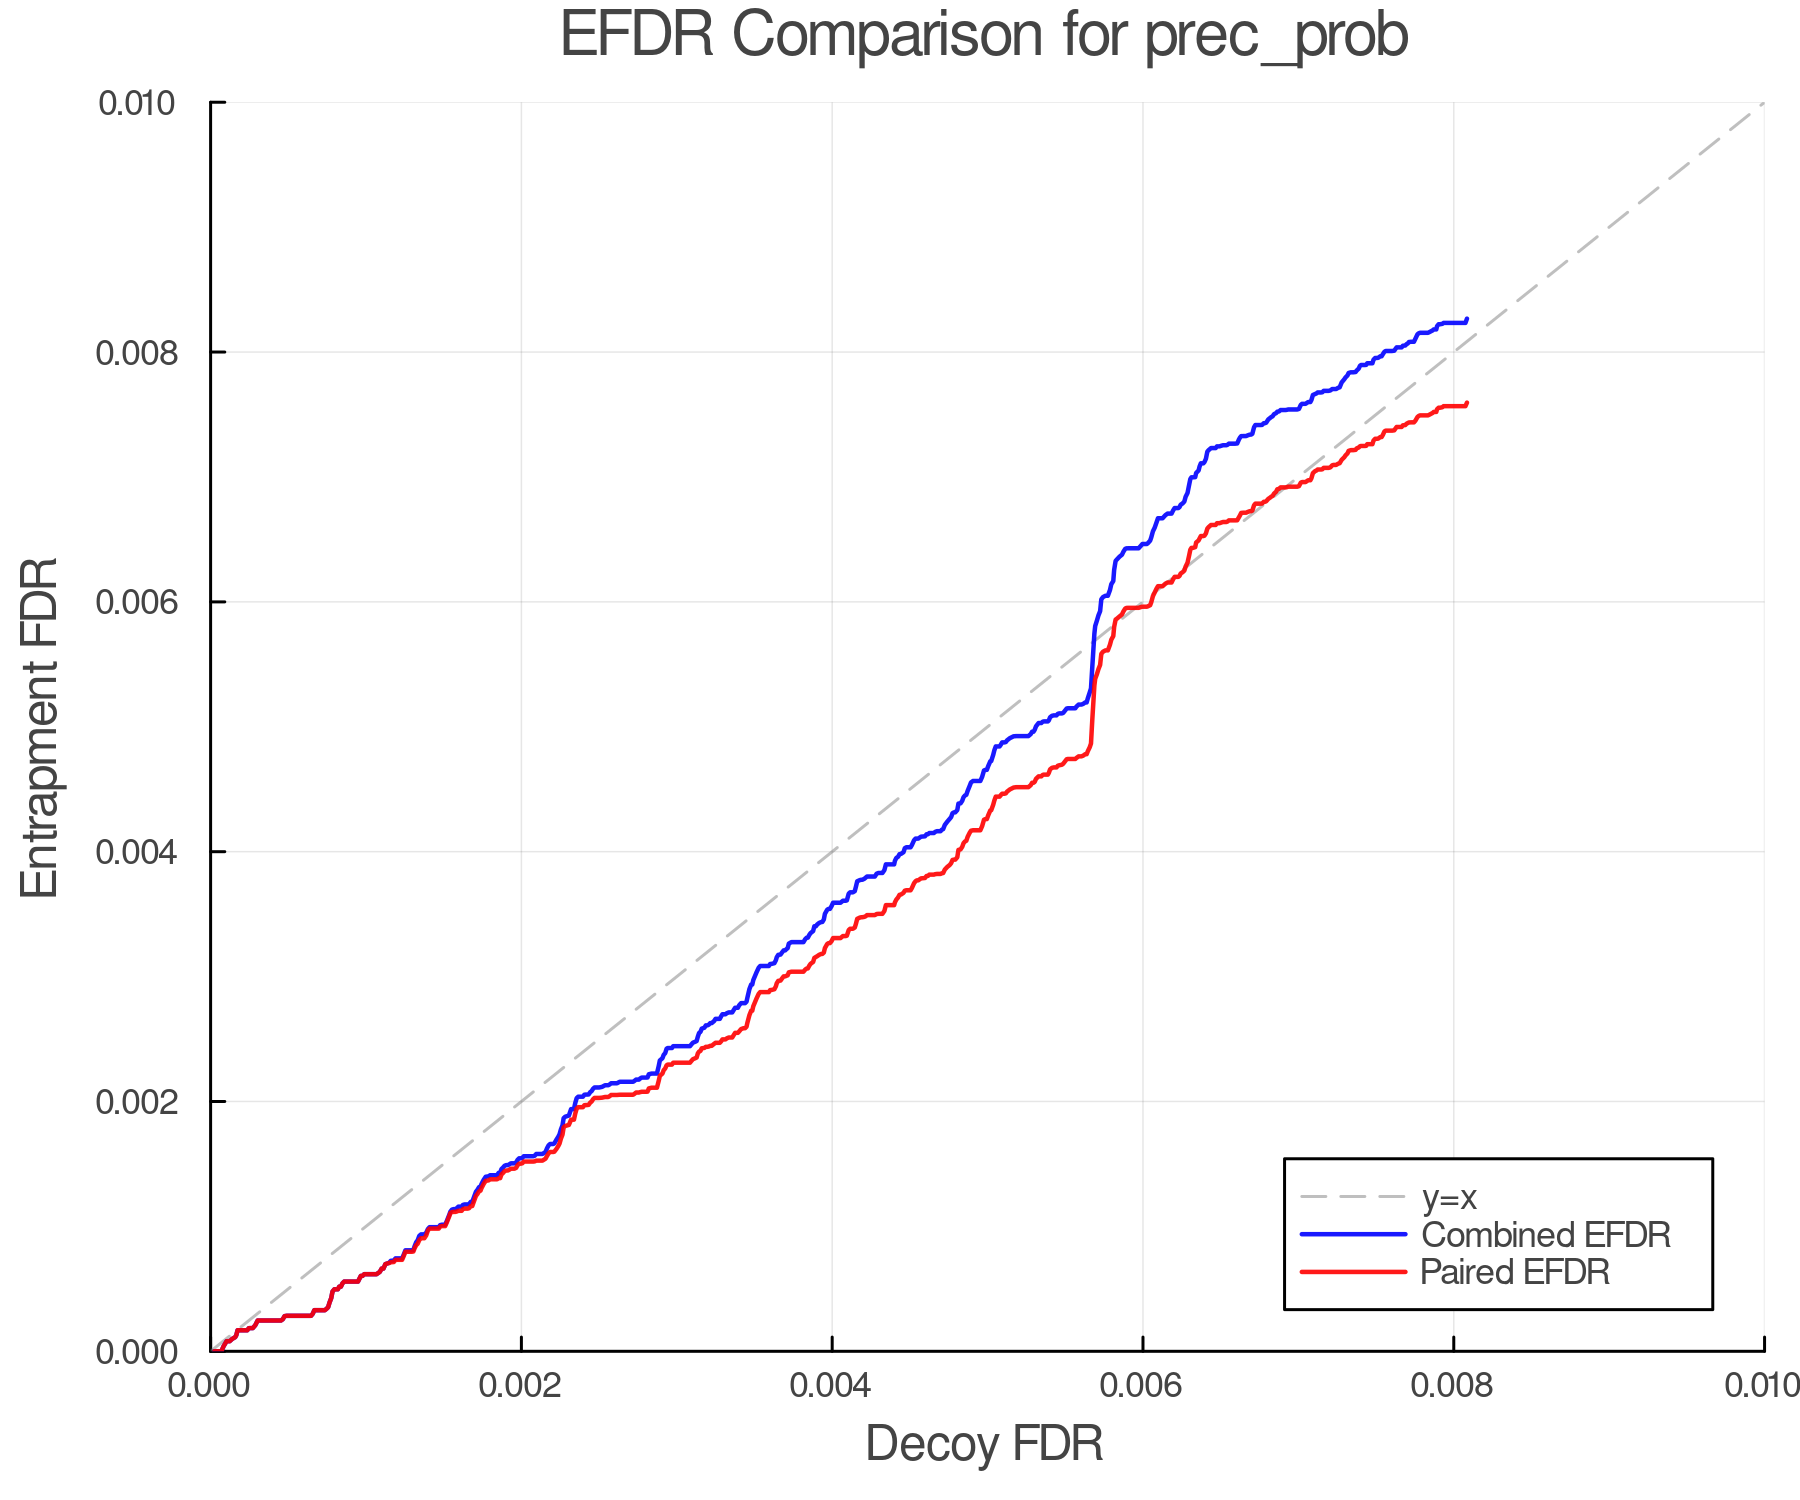 EFDR Comparison for prec_prob
0.010
0.008
0.006
0.004
0.002
0.000
Entrapment FDR
y=x
Combined EFDR
Paired EFDR
0.000 0.002 0.004 0.006 0.008 0.010
Decoy FDR